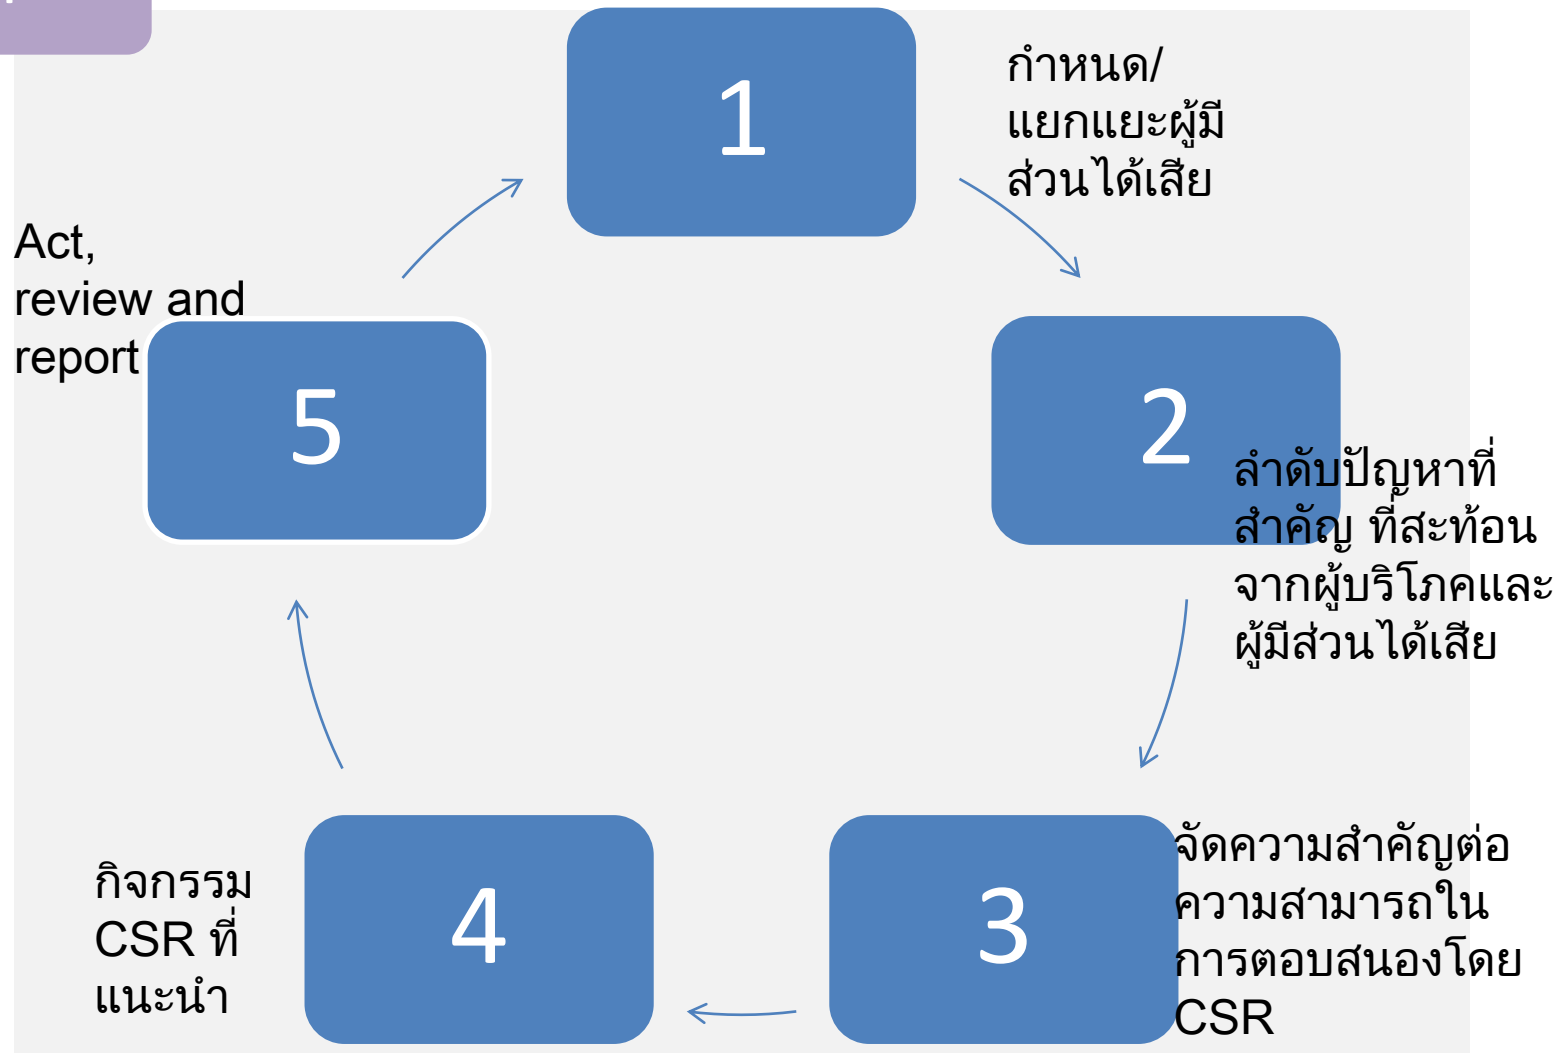 1
กำหนด/
แยกแยะผู้มี
ส่วนได้เสีย
2
ลำดับปัญหาที่
สำคัญ ที่สะท้อน
จากผู้บริโภคและ
ผู้มีส่วนได้เสีย
3
จัดความสำคัญต่อ
ความสามารถใน
การตอบสนองโดย
CSR
4
กิจกรรม
CSR ที่
แนะนำ
5
Act,
review and
report